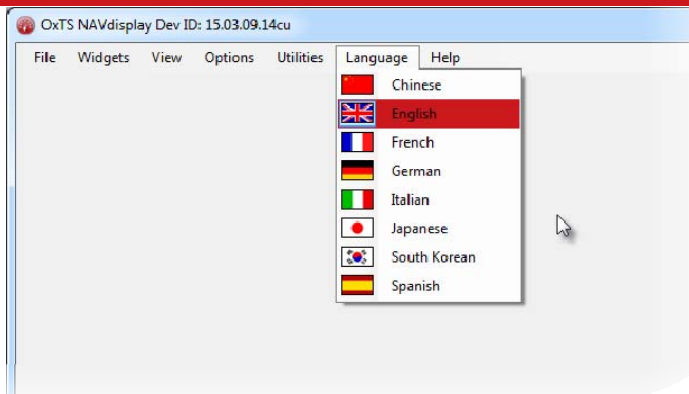 OxTS NAVdisplay Dev ID: 15.03.09.14cu
File Widgets View Options Utilities Language Help
Chinese
English
French
German
Italian
Japanese
South Korean
Spanish